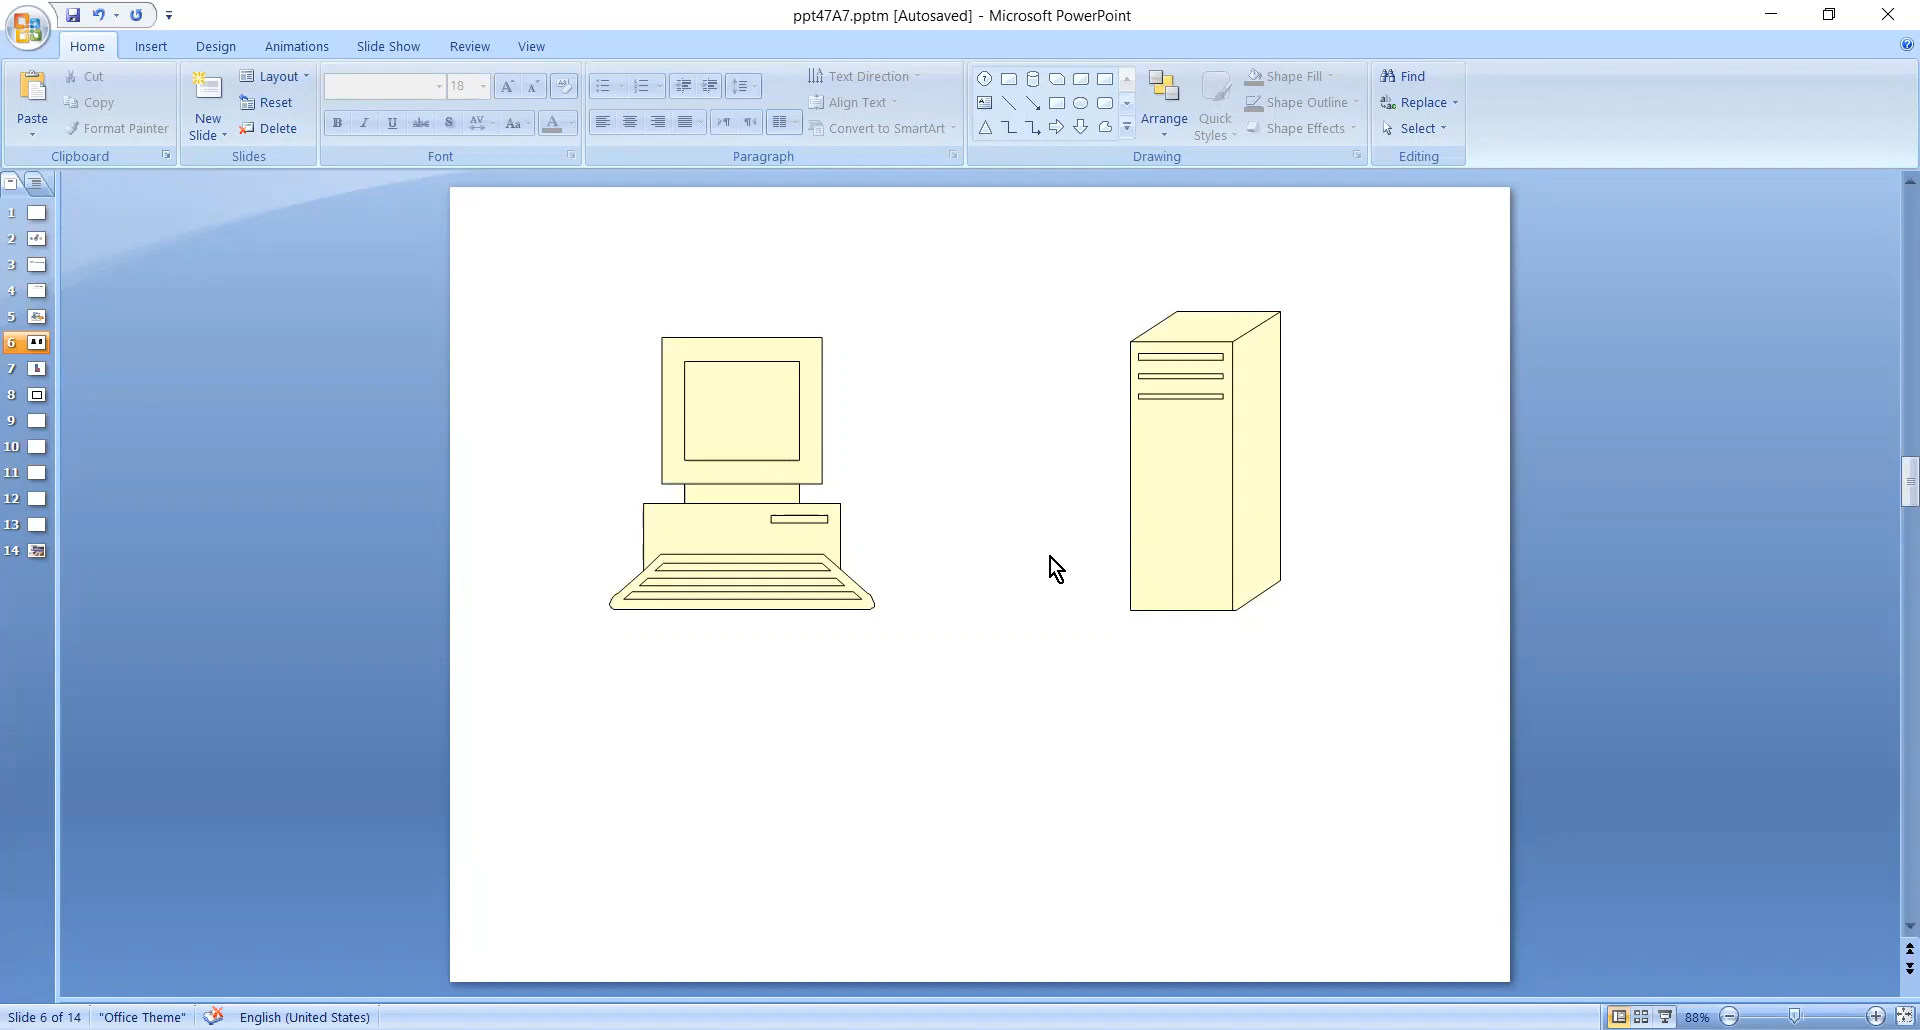 ppt47A7.pptm [Autosaved] - Microsoft PowerPoint
Home Insert Design Animations Slide Show Review View
Paste
Cut
Copy
Format Painter
Clipboard
New Slide
Layout
Reset
Delete
Slides
18
B I U abc S AV Aa A
Font
Paragraph
Text Direction
Align Text
Convert to SmartArt
Arrange
Quick Styles
Shape Fill
Shape Outline
Shape Effects
Drawing
Find
Replace
Select
Editing
1
2
3
4
5
6
7
8
9
10
11
12
13
14
Slide 6 of 14 "Office Theme" English (United States) 88%